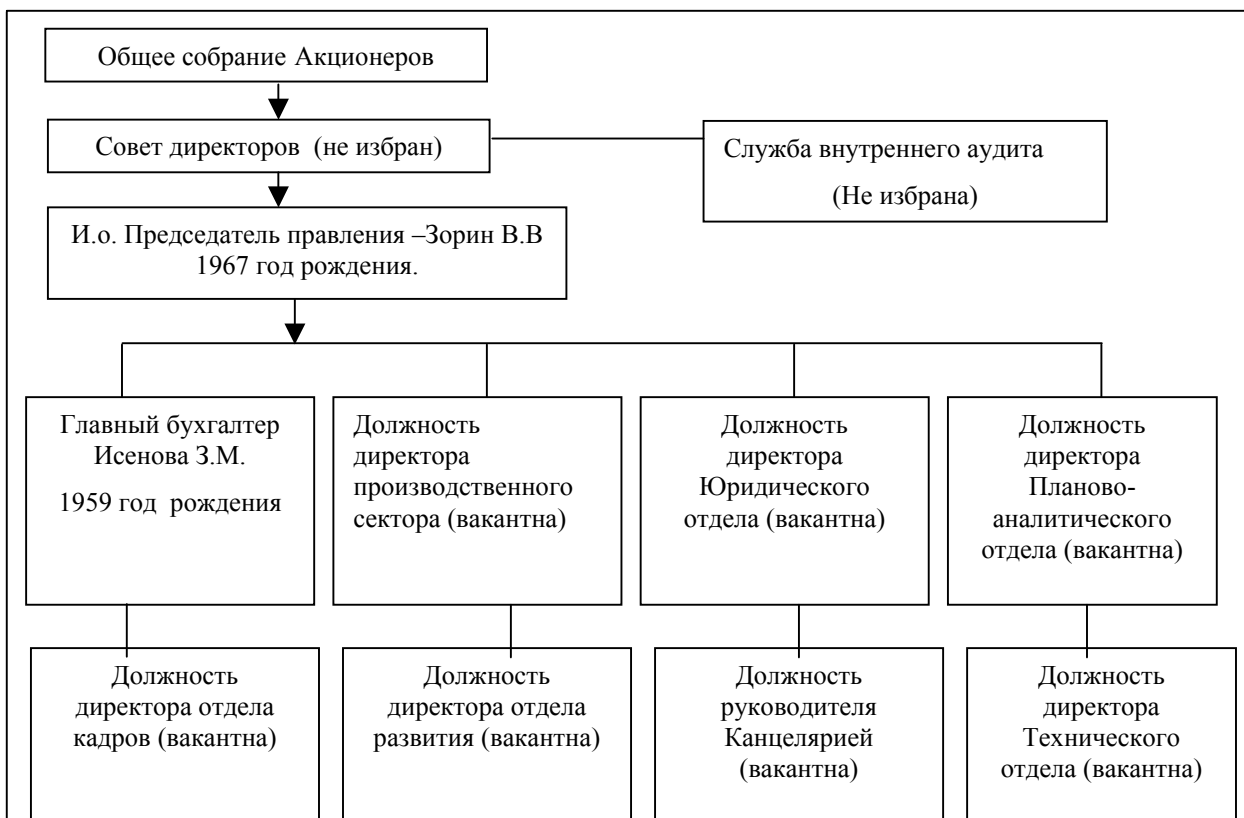 Общее собрание Акционеров
Совет директоров (не избран)
Служба внутреннего аудита
(Не избрана)
И.о. Председатель правления –Зорин В.В
1967 год рождения.
Главный бухгалтер
Исенова З.М.
1959 год рождения
Должность
директора
производственного
сектора (вакантна)
Должность
директора
Юридического
отдела (вакантна)
Должность
директора
Планово-
аналитического
отдела (вакантна)
Должность
директора отдела
кадров (вакантна)
Должность
директора отдела
развития (вакантна)
Должность
руководителя
Канцелярией
(вакантна)
Должность
директора
Технического
отдела (вакантна)